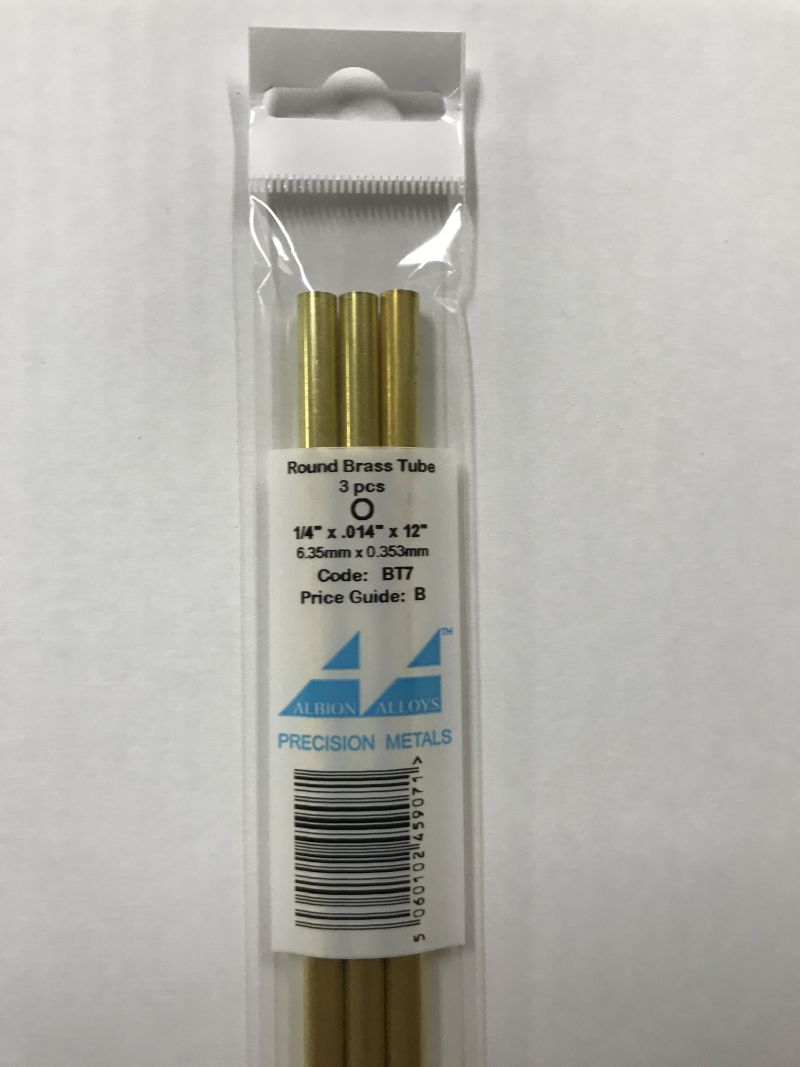 Round Brass Tube
3 pcs
1/4" x .014" x 12"
6.35mm x 0.353mm
Code: BT7
Price Guide: B
TM
ALBION ALLOYS
PRECISION METALS
5 060102 459071 >